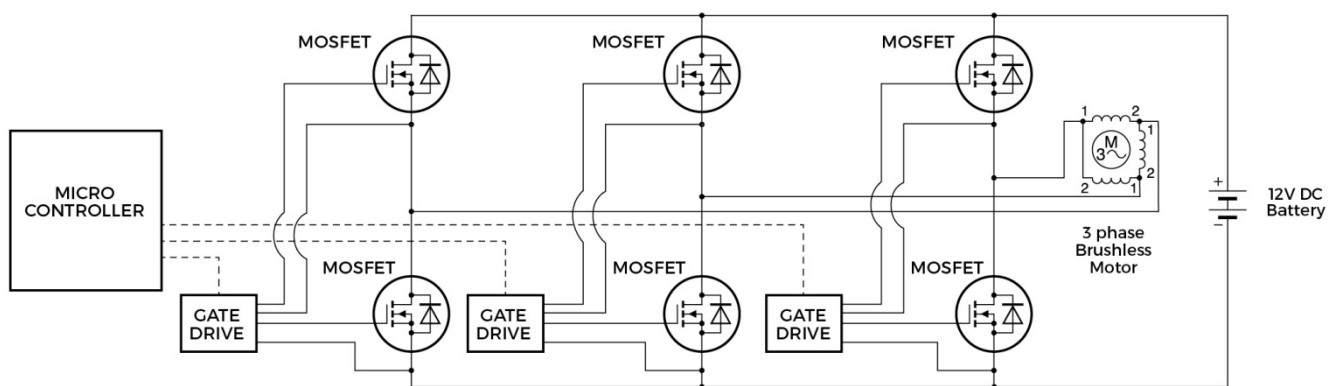 MOSFET
MOSFET
MOSFET
1
2
1
M
3
2
2
1
MICRO
CONTROLLER
+
12V DC
Battery
−
3 phase
Brushless
Motor
MOSFET
MOSFET
MOSFET
GATE
DRIVE
GATE
DRIVE
GATE
DRIVE